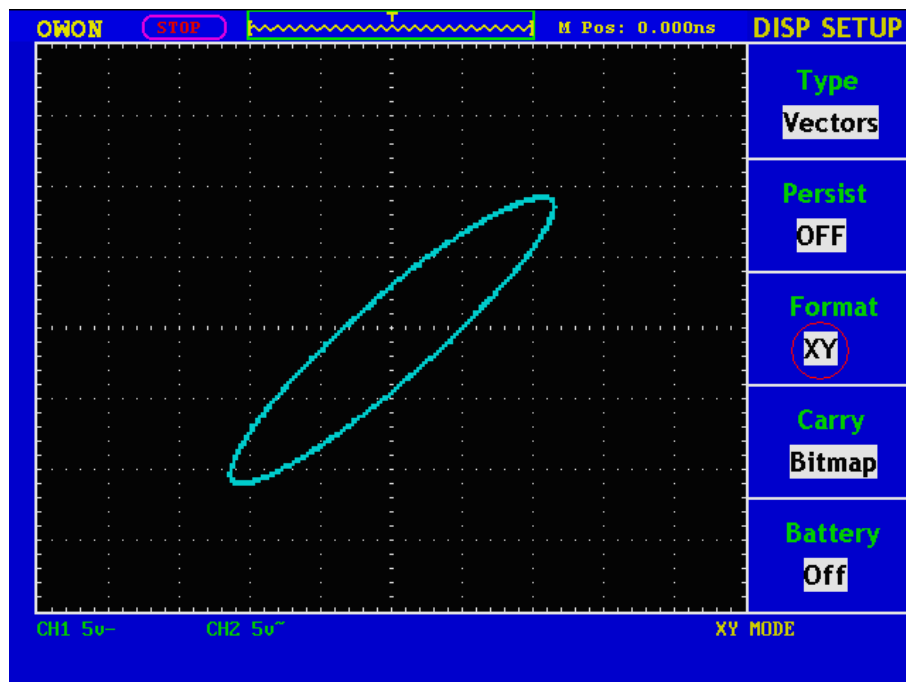 OWON STOP T M Pos: 0.000ns DISP SETUP
Type
Vectors
Persist
OFF
Format
XY
Carry
Bitmap
Battery
Off
CH1 5v- CH2 5v~ XY MODE